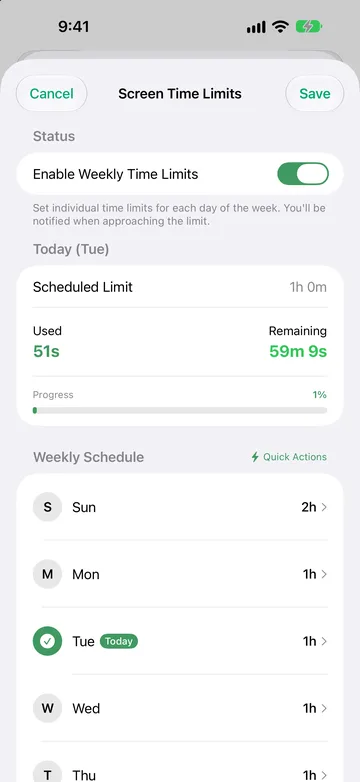 9:41
Cancel
Screen Time Limits
Save
Status
Enable Weekly Time Limits
Set individual time limits for each day of the week. You'll be
notified when approaching the limit.
Today (Tue)
Scheduled Limit 1h 0m
Used Remaining
51s 59m 9s
Progress 1%
Weekly Schedule Quick Actions
S Sun 2h
M Mon 1h
Tue Today 1h
W Wed 1h
T Thu 1h